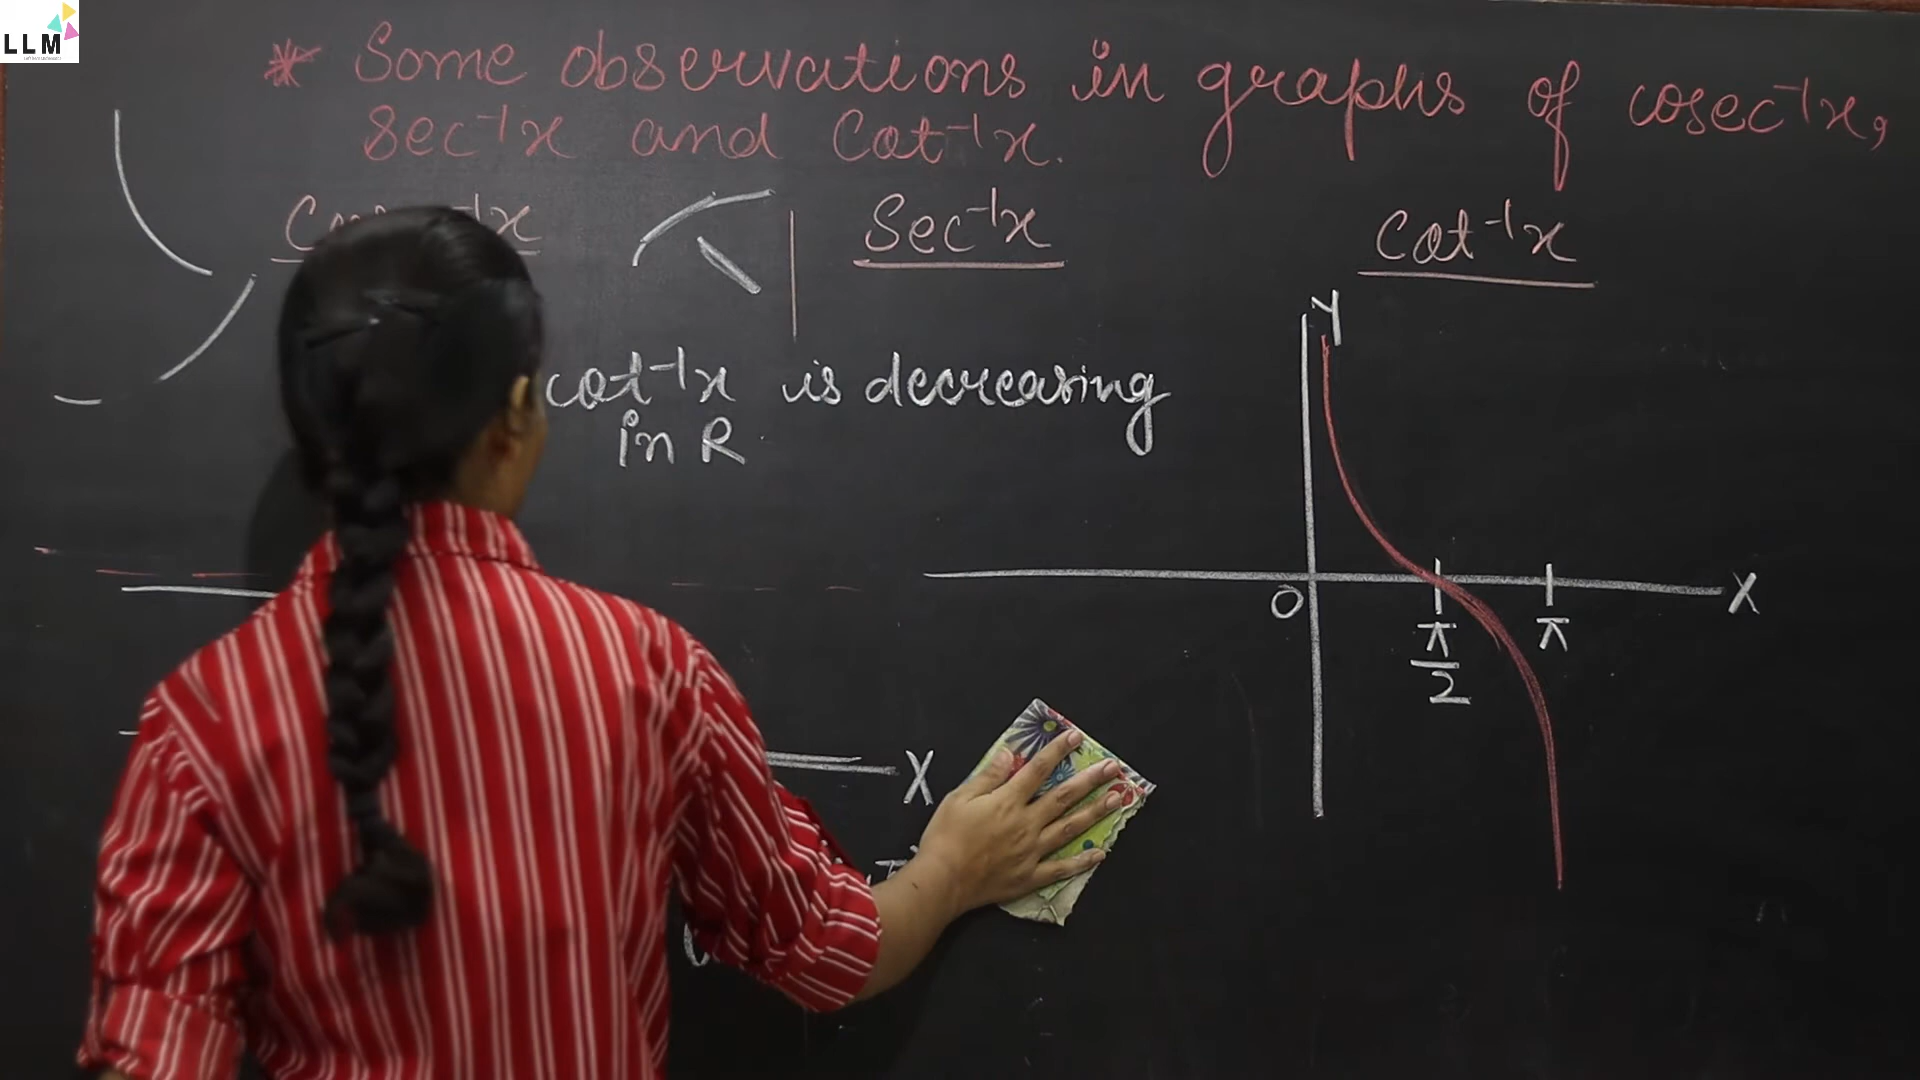 LLM
* Some observations in graphs of cosec⁻¹x,
sec⁻¹x and cot⁻¹x.
Sec⁻¹x
Cot⁻¹x
cot⁻¹x is decreasing
in R
Y
O
π/2
π
X
X